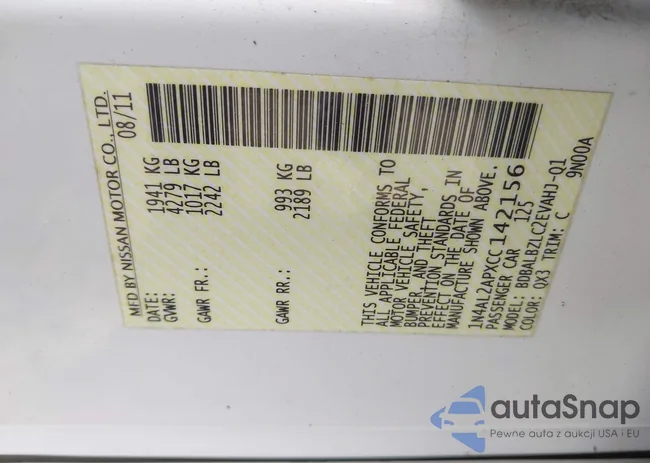 MFD BY NISSAN MOTOR CO., LTD.
DATE: 08/11
GVWR: 1941 KG
4279 LB
GAWR FR.: 1017 KG
2242 LB
GAWR RR.: 993 KG
2189 LB
THIS VEHICLE CONFORMS TO
ALL APPLICABLE FEDERAL
MOTOR VEHICLE SAFETY,
BUMPER, AND THEFT
PREVENTION STANDARDS IN
EFFECT ON THE DATE OF
MANUFACTURE SHOWN ABOVE.
1N4AL2APXCC142156
PASSENGER CAR 125
MODEL: BDBALBZLC2EVAHJ-Q1
COLOR: QX3 TRIM: C 9N00A
autaSnap
Pewne auta z aukcji USA i EU